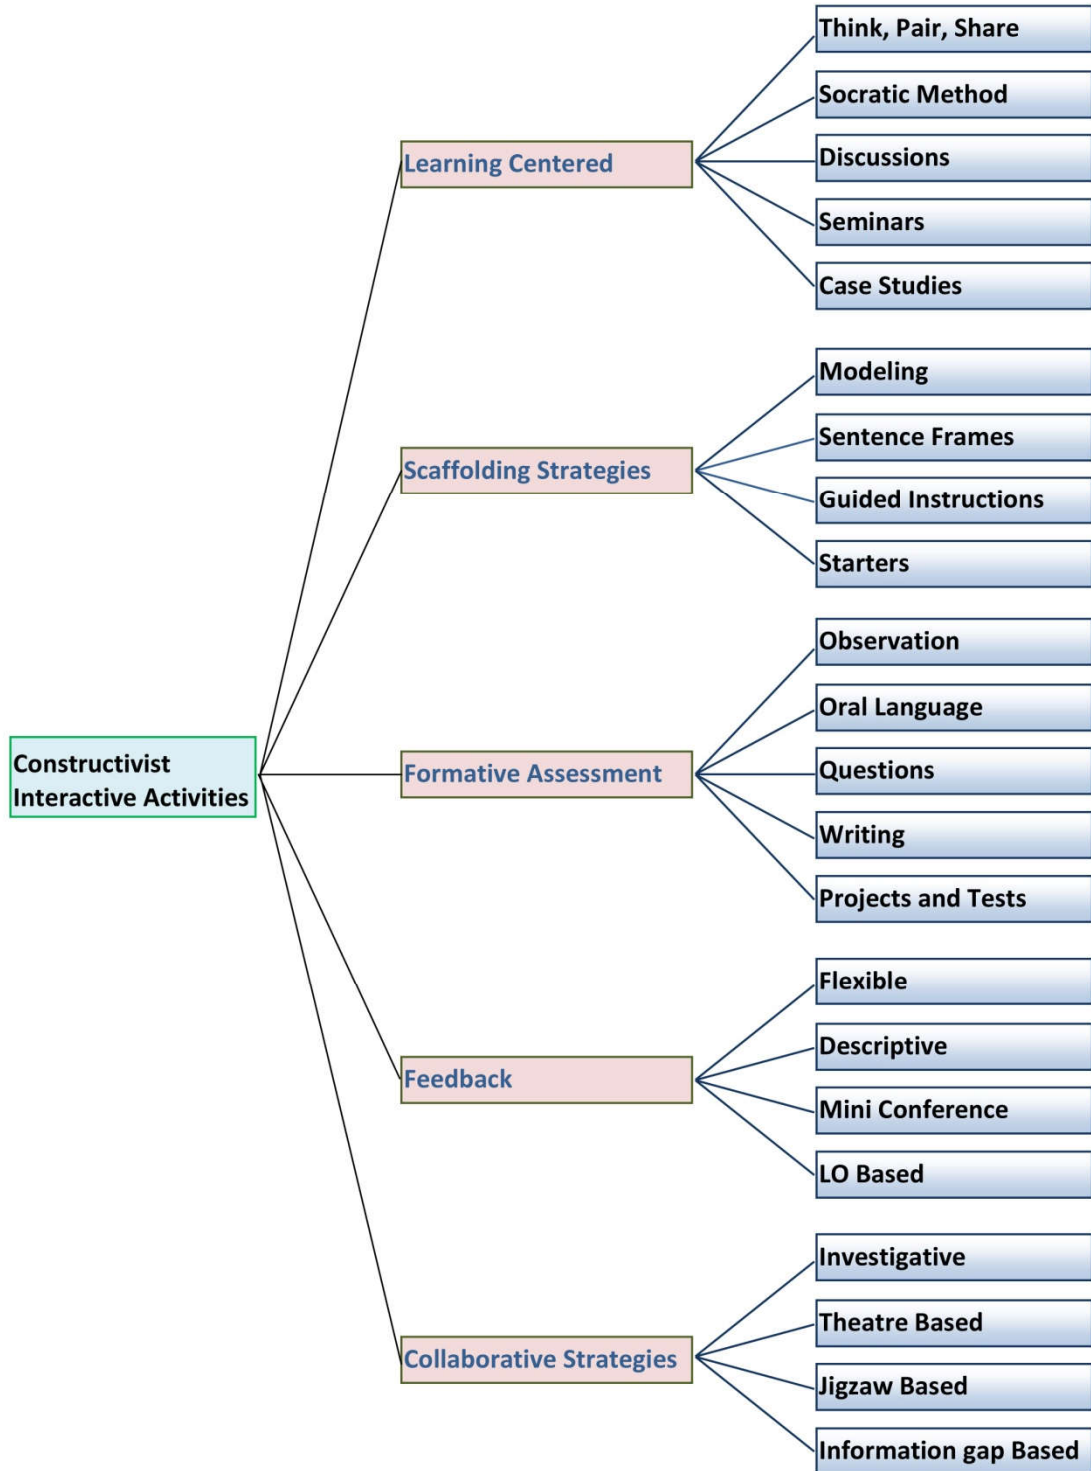 Constructivist
Interactive Activities
Learning Centered
Think, Pair, Share
Socratic Method
Discussions
Seminars
Case Studies
Scaffolding Strategies
Modeling
Sentence Frames
Guided Instructions
Starters
Formative Assessment
Observation
Oral Language
Questions
Writing
Projects and Tests
Feedback
Flexible
Descriptive
Mini Conference
LO Based
Collaborative Strategies
Investigative
Theatre Based
Jigzaw Based
Information gap Based